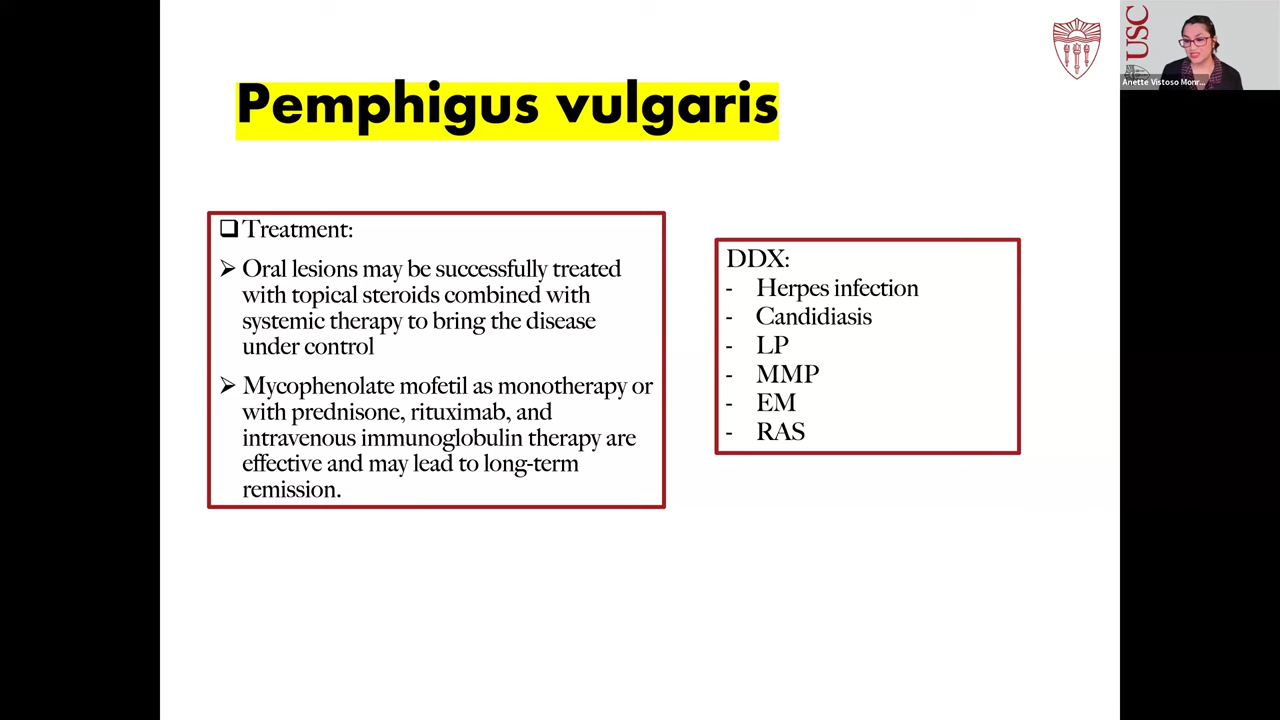 Pemphigus vulgaris
❑Treatment:
➢ Oral lesions may be successfully treated
with topical steroids combined with
systemic therapy to bring the disease
under control
➢ Mycophenolate mofetil as monotherapy or
with prednisone, rituximab, and
intravenous immunoglobulin therapy are
effective and may lead to long-term
remission.
DDX:
- Herpes infection
- Candidiasis
- LP
- MMP
- EM
- RAS
USC
Anette Vistoso Monr...